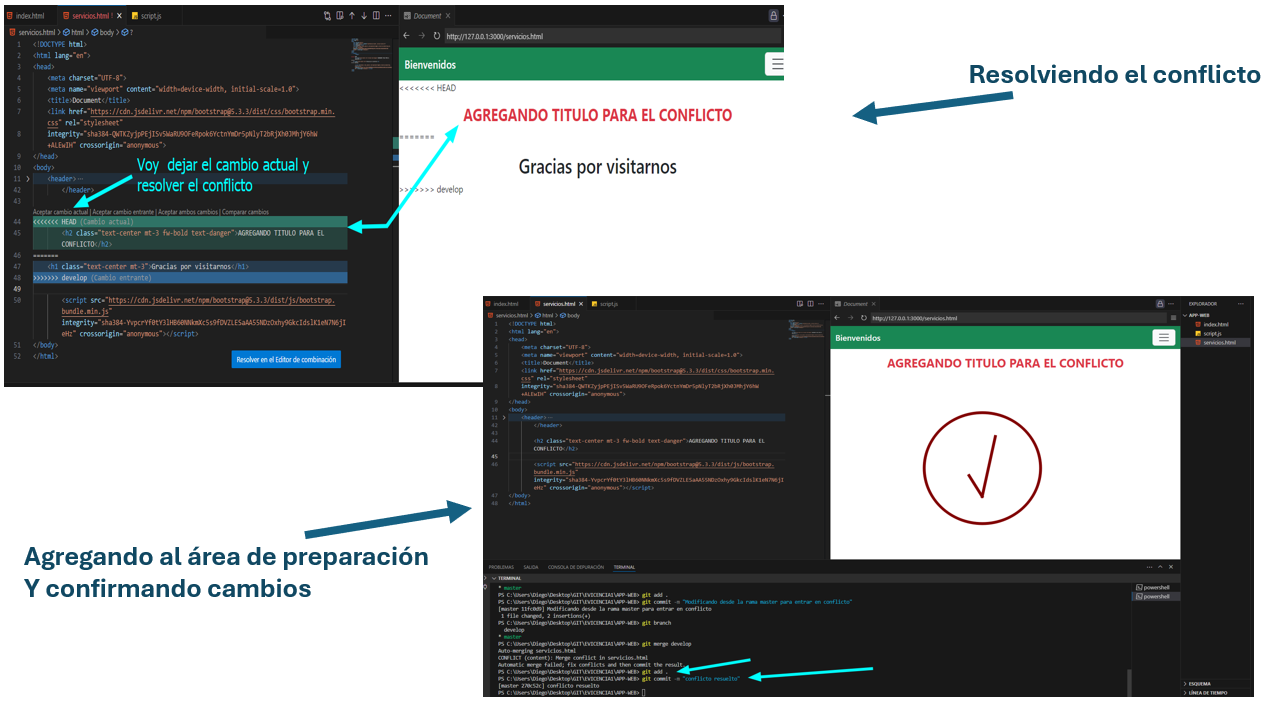 index.html
servicios.html !
script.js
servicios.html > html > body > ?
1 <!DOCTYPE html>
2 <html lang="en">
3 <head>
4 <meta charset="UTF-8">
5 <meta name="viewport" content="width=device-width, initial-scale=1.0">
6 <title>Document</title>
7 <link href="https://cdn.jsdelivr.net/npm/bootstrap@5.3.3/dist/css/bootstrap.min.
css" rel="stylesheet"
8 integrity="sha384-QWTKZyjpPEjISv5WaRU9OFeRpok6YctnYmDr5pNlyT2bRjXh0JMhjY6hW
+ALEwIH" crossorigin="anonymous">
9 </head>
10 <body>
11 <header>
42 </header>
43
Voy dejar el cambio actual y
resolver el conflicto
Aceptar cambio actual | Aceptar cambio entrante | Aceptar ambos cambios | Comparar cambios
44 <<<<<<< HEAD (Cambio actual)
45 <h2 class="text-center mt-3 fw-bold text-danger">AGREGANDO TITULO PARA EL
CONFLICTO</h2>
46 =======
47 <h1 class="text-center mt-3">Gracias por visitarnos</h1>
48 >>>>>>> develop (Cambio entrante)
49
50 <script src="https://cdn.jsdelivr.net/npm/bootstrap@5.3.3/dist/js/bootstrap.
bundle.min.js"
integrity="sha384-YvpcrYf0tY3lHB60NNkmXc5s9fDVZLESaAA55NDzOxhy9GkcIdslK1eN7N6jI
eHz" crossorigin="anonymous"></script>
51 </body>
52 </html>
Resolver en el Editor de combinación
Document
http://127.0.0.1:3000/servicios.html
Bienvenidos
<<<<<<< HEAD
AGREGANDO TITULO PARA EL CONFLICTO
=======
Gracias por visitarnos
>>>>>>> develop
Resolviendo el conflicto
Agregando al área de preparación
Y confirmando cambios
index.html
servicios.html
script.js
servicios.html > html > body
1 <!DOCTYPE html>
2 <html lang="en">
3 <head>
4 <meta charset="UTF-8">
5 <meta name="viewport" content="width=device-width, initial-scale=1.0">
6 <title>Document</title>
7 <link href="https://cdn.jsdelivr.net/npm/bootstrap@5.3.3/dist/css/bootstrap.min.
css" rel="stylesheet"
8 integrity="sha384-QWTKZyjpPEjISv5WaRU9OFeRpok6YctnYmDr5pNlyT2bRjXh0JMhjY6hW
+ALEwIH" crossorigin="anonymous">
9 </head>
10 <body>
11 <header>
42 </header>
43
44 <h2 class="text-center mt-3 fw-bold text-danger">AGREGANDO TITULO PARA EL
CONFLICTO</h2>
45
46 <script src="https://cdn.jsdelivr.net/npm/bootstrap@5.3.3/dist/js/bootstrap.
bundle.min.js"
integrity="sha384-YvpcrYf0tY3lHB60NNkmXc5s9fDVZLESaAA55NDzOxhy9GkcIdslK1eN7N6jI
eHz" crossorigin="anonymous"></script>
47 </body>
48 </html>
Document
http://127.0.0.1:3000/servicios.html
Bienvenidos
AGREGANDO TITULO PARA EL CONFLICTO
EXPLORADOR
APP-WEB
index.html
script.js
servicios.html
ESQUEMA
LÍNEA DE TIEMPO
PROBLEMAS SALIDA CONSOLA DE DEPURACIÓN TERMINAL
TERMINAL
* master
PS C:\Users\Diego\Desktop\GIT\EVICENCIA1\APP-WEB> git add .
PS C:\Users\Diego\Desktop\GIT\EVICENCIA1\APP-WEB> git commit -m "Modificando desde la rama master para entrar en conflicto"
[master 11fc0d9] Modificando desde la rama master para entrar en conflicto
1 file changed, 2 insertions(+)
PS C:\Users\Diego\Desktop\GIT\EVICENCIA1\APP-WEB> git branch
develop
* master
PS C:\Users\Diego\Desktop\GIT\EVICENCIA1\APP-WEB> git merge develop
Auto-merging servicios.html
CONFLICT (content): Merge conflict in servicios.html
Automatic merge failed; fix conflicts and then commit the result.
PS C:\Users\Diego\Desktop\GIT\EVICENCIA1\APP-WEB> git add .
PS C:\Users\Diego\Desktop\GIT\EVICENCIA1\APP-WEB> git commit -m "conflicto resuelto"
[master 270c52c] conflicto resuelto
PS C:\Users\Diego\Desktop\GIT\EVICENCIA1\APP-WEB>
powershell
powershell